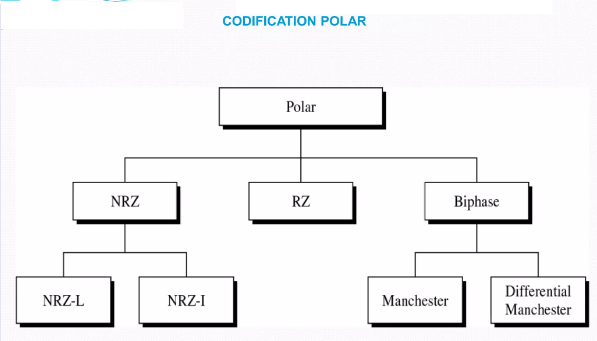 CODIFICATION POLAR
Polar
NRZ
RZ
Biphase
NRZ-L
NRZ-I
Manchester
Differential
Manchester